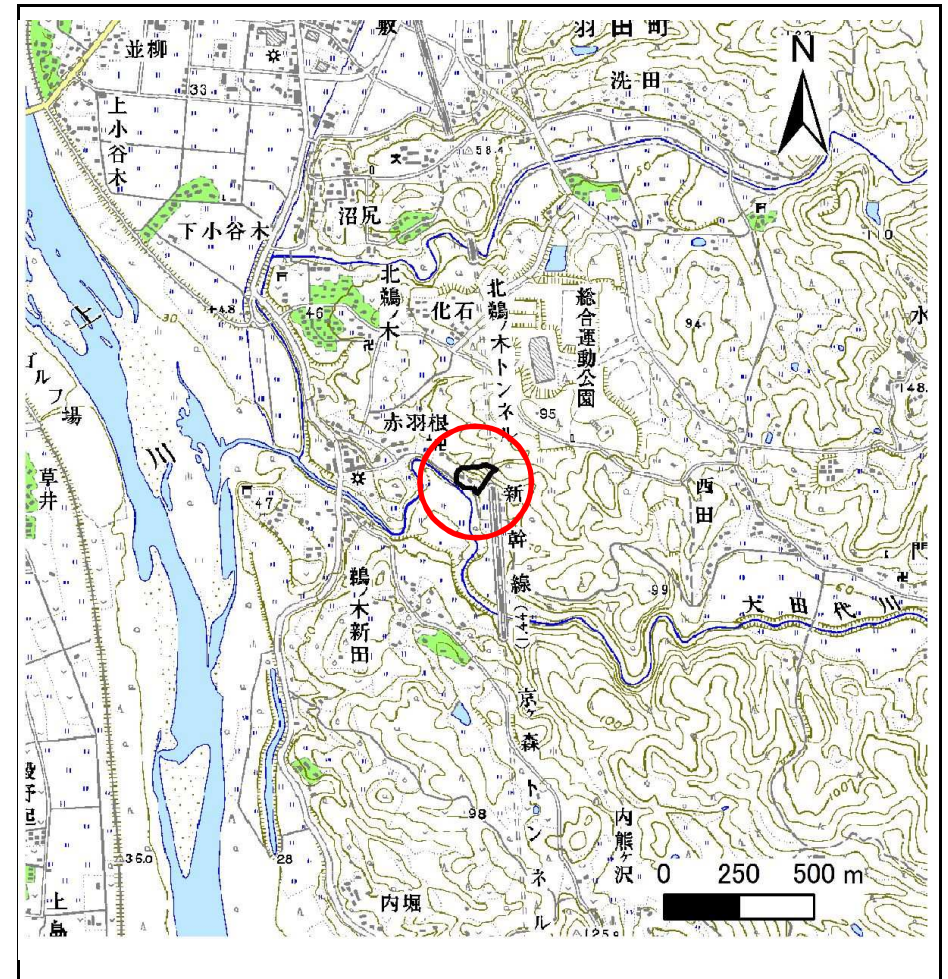 並柳
羽田町
N
洗田
33
上小谷木
58.4
下小谷木
沼尻
北鵜ノ木
化石
北鵜ノ木トンネル
総合運動公園
110
46
94
水
30
上
川
ゴルフ場
148.
赤羽根
95
草井
47
新幹線
西田
鵜ノ木新田
99
大田代川
京ヶ森トンネル
98
内熊ヶ沢
36.0
28
0 250 500 m
内堀
上島
125.9